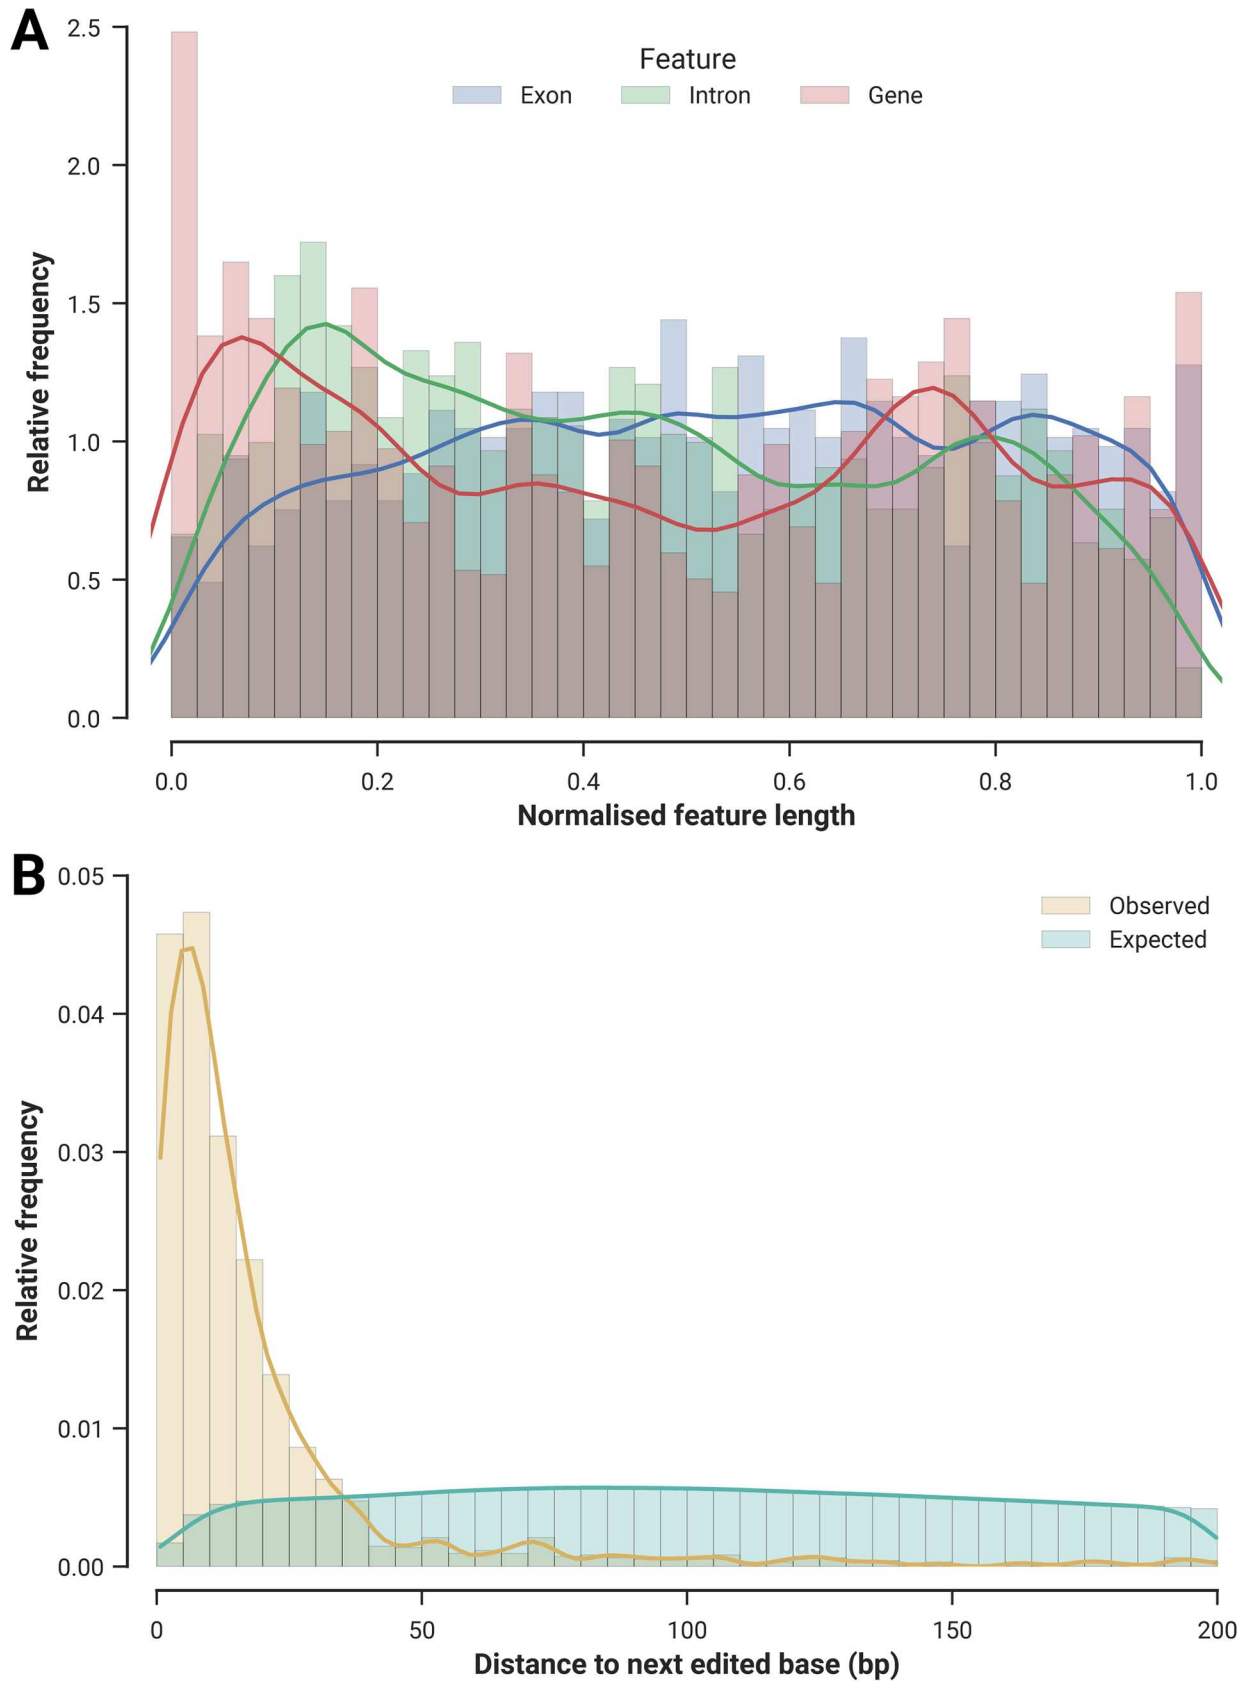 A
2.5
Feature
Exon Intron Gene
2.0
1.5
1.0
0.5
0.0
Relative frequency
0.0 0.2 0.4 0.6 0.8 1.0
Normalised feature length
B
0.05
Observed
Expected
0.04
0.03
0.02
0.01
0.00
Relative frequency
0 50 100 150 200
Distance to next edited base (bp)